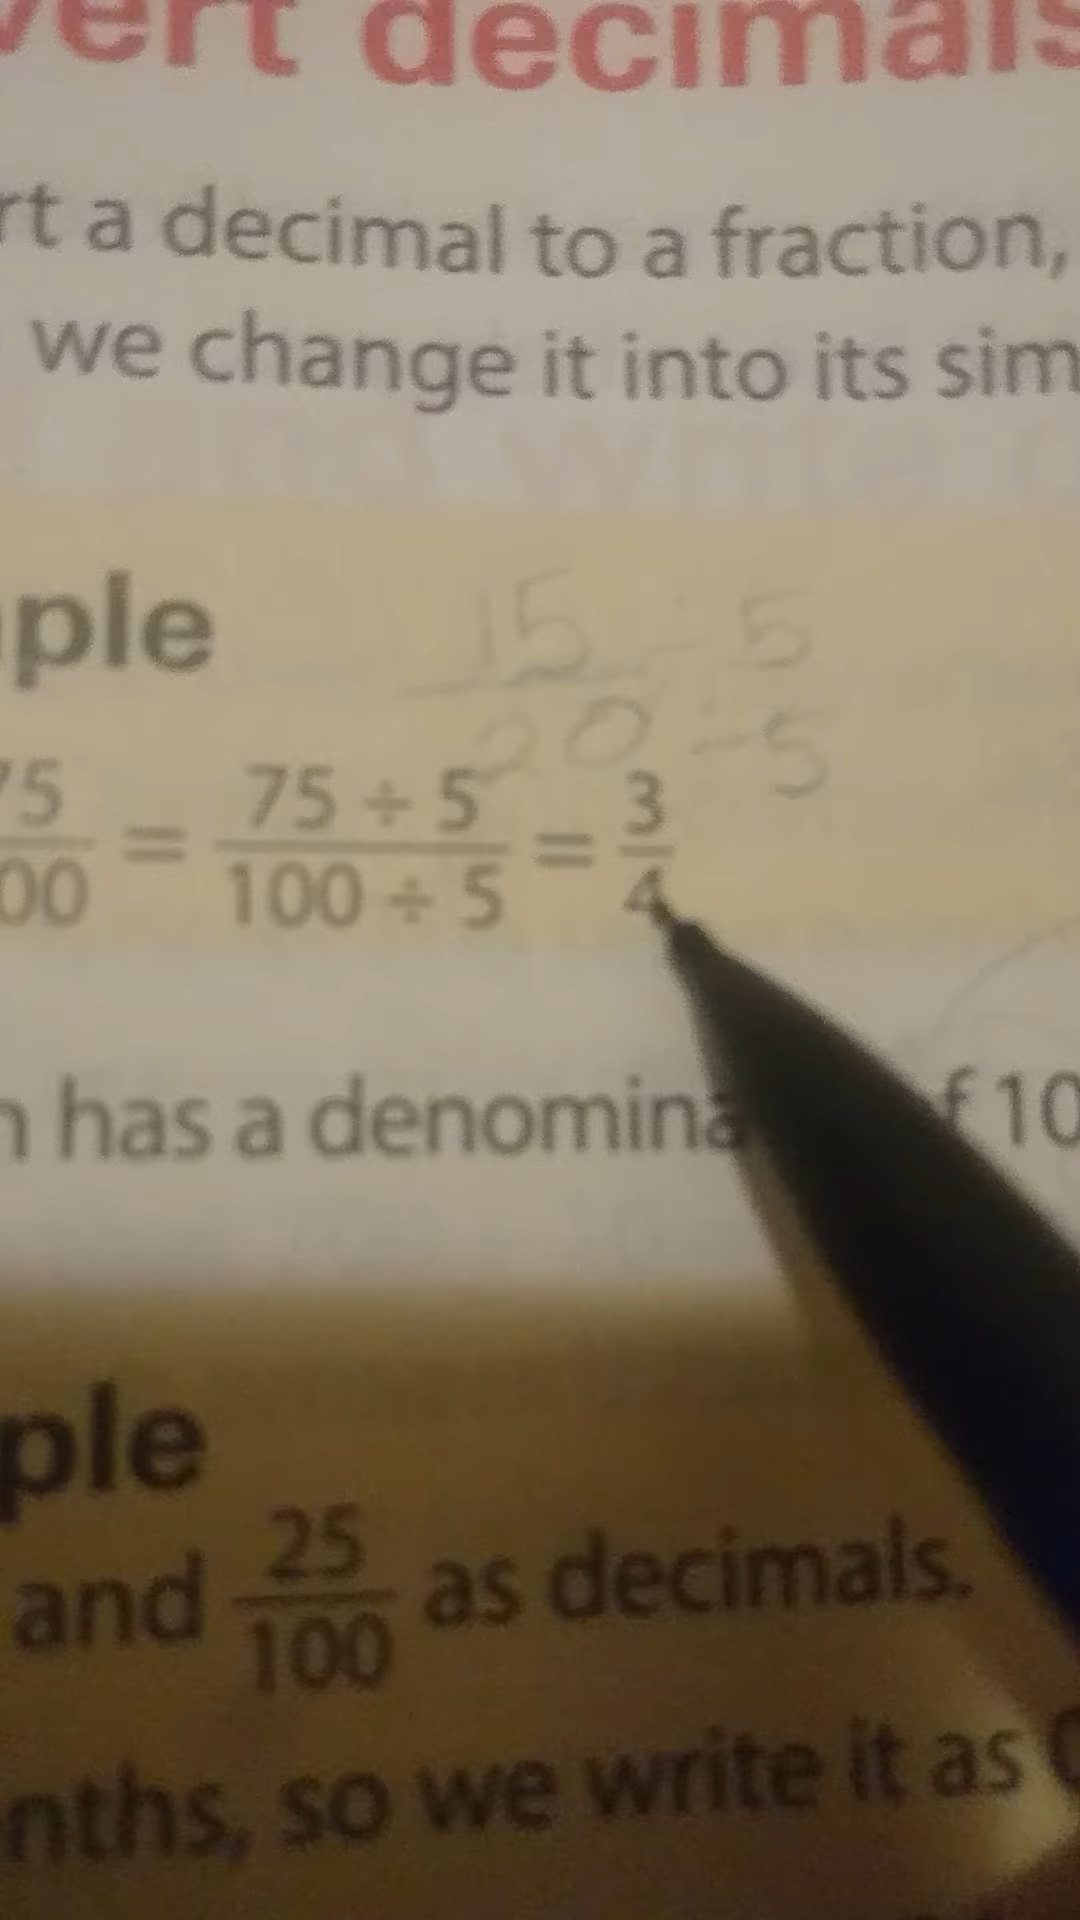 vert decimals
rt a decimal to a fraction,
we change it into its sim
ple
15 ÷ 5
20 ÷ 5
75/100 = 75 ÷ 5/100 ÷ 5 = 3/4
n has a denomina f 10
ple
and 25/100 as decimals.
nths, so we write it as 0